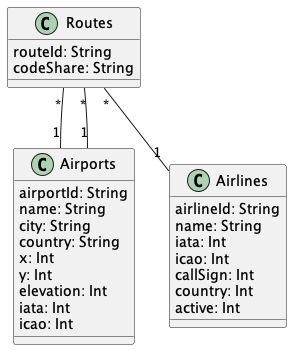 C Routes
routeId: String
codeShare: String
* * *
1 1 1
C Airports
airportId: String
name: String
city: String
country: String
x: Int
y: Int
elevation: Int
iata: Int
icao: Int
C Airlines
airlineId: String
name: String
iata: Int
icao: Int
callSign: Int
country: Int
active: Int